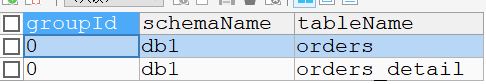 groupId schemaName tableName
0 db1 orders
0 db1 orders_detail